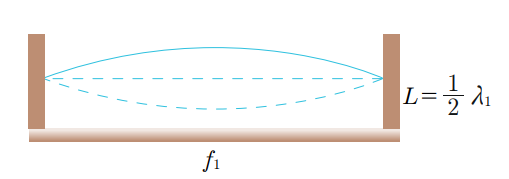 L = 1/2 λ₁
f₁